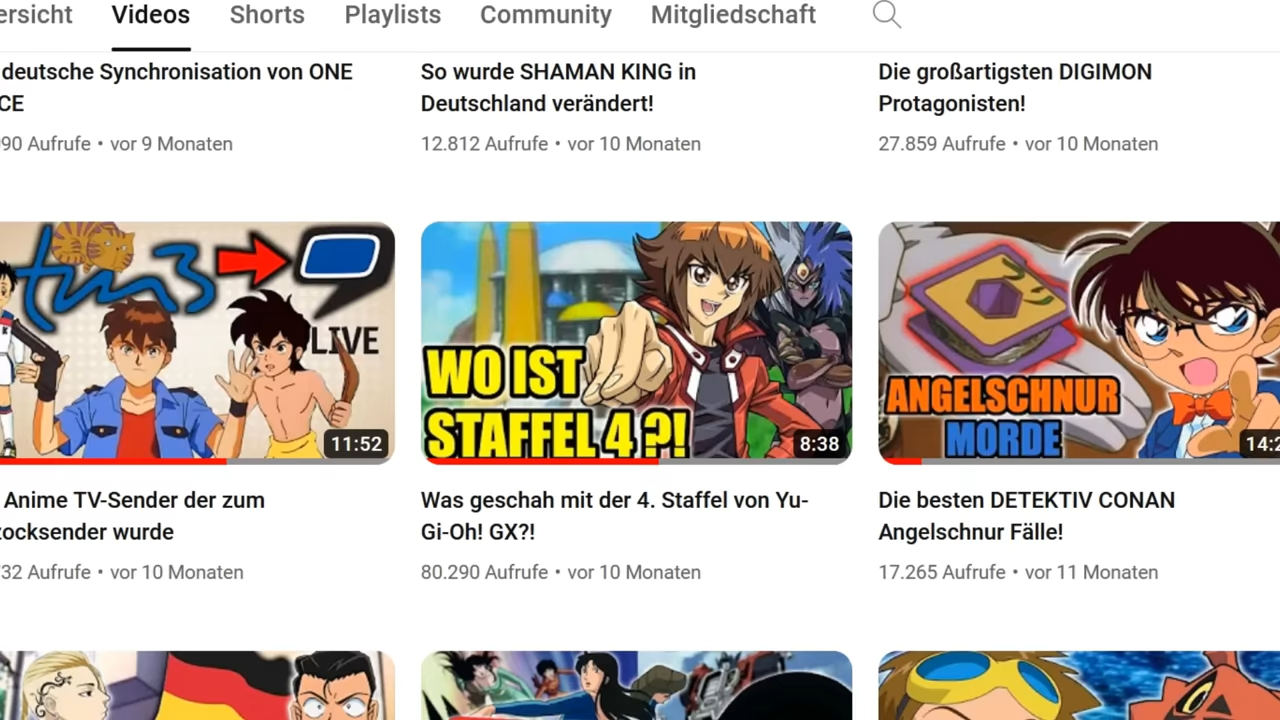 ersicht Videos Shorts Playlists Community Mitgliedschaft
deutsche Synchronisation von ONE
CE
90 Aufrufe • vor 9 Monaten
So wurde SHAMAN KING in
Deutschland verändert!
12.812 Aufrufe • vor 10 Monaten
Die großartigsten DIGIMON
Protagonisten!
27.859 Aufrufe • vor 10 Monaten
tm3
LIVE
11:52
WO IST
STAFFEL 4 ?!
8:38
ANGELSCHNUR
MORDE
14:2
Anime TV-Sender der zum
zocksender wurde
732 Aufrufe • vor 10 Monaten
Was geschah mit der 4. Staffel von Yu-
Gi-Oh! GX?!
80.290 Aufrufe • vor 10 Monaten
Die besten DETEKTIV CONAN
Angelschnur Fälle!
17.265 Aufrufe • vor 11 Monaten